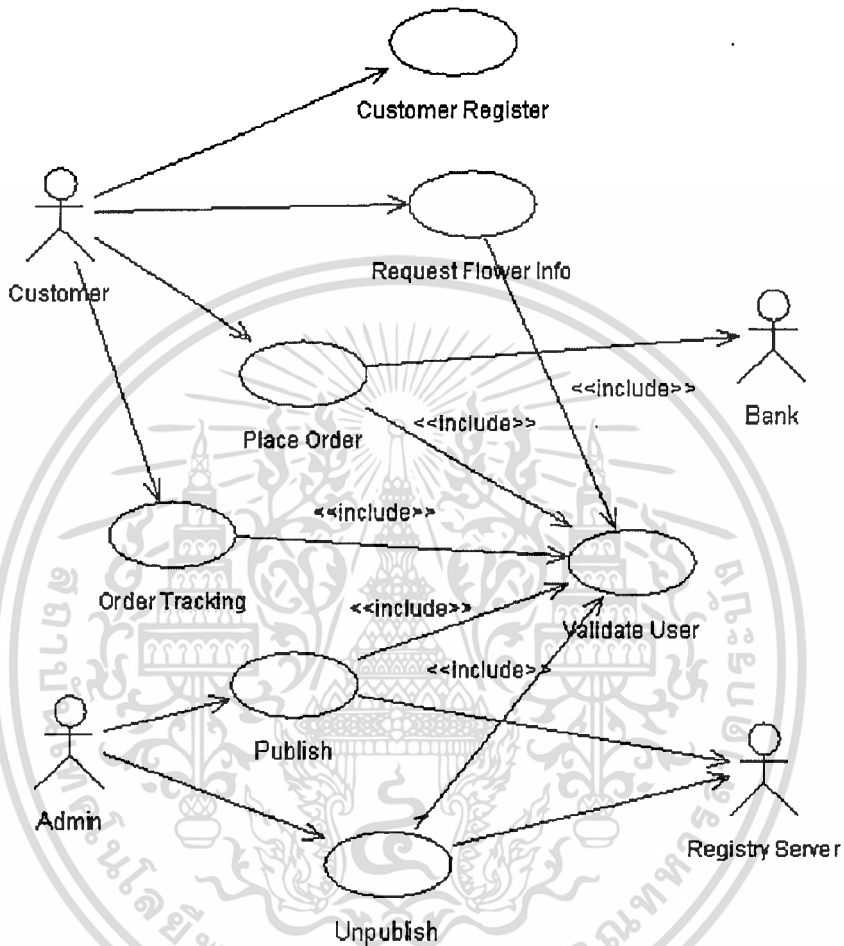 Customer Register
Customer
Request Flower Info
Bank
<<include>>
Place Order
<<include>>
Order Tracking
<<include>>
Validate User
<<include>>
<<include>>
Publish
Admin
Registry Server
Unpublish